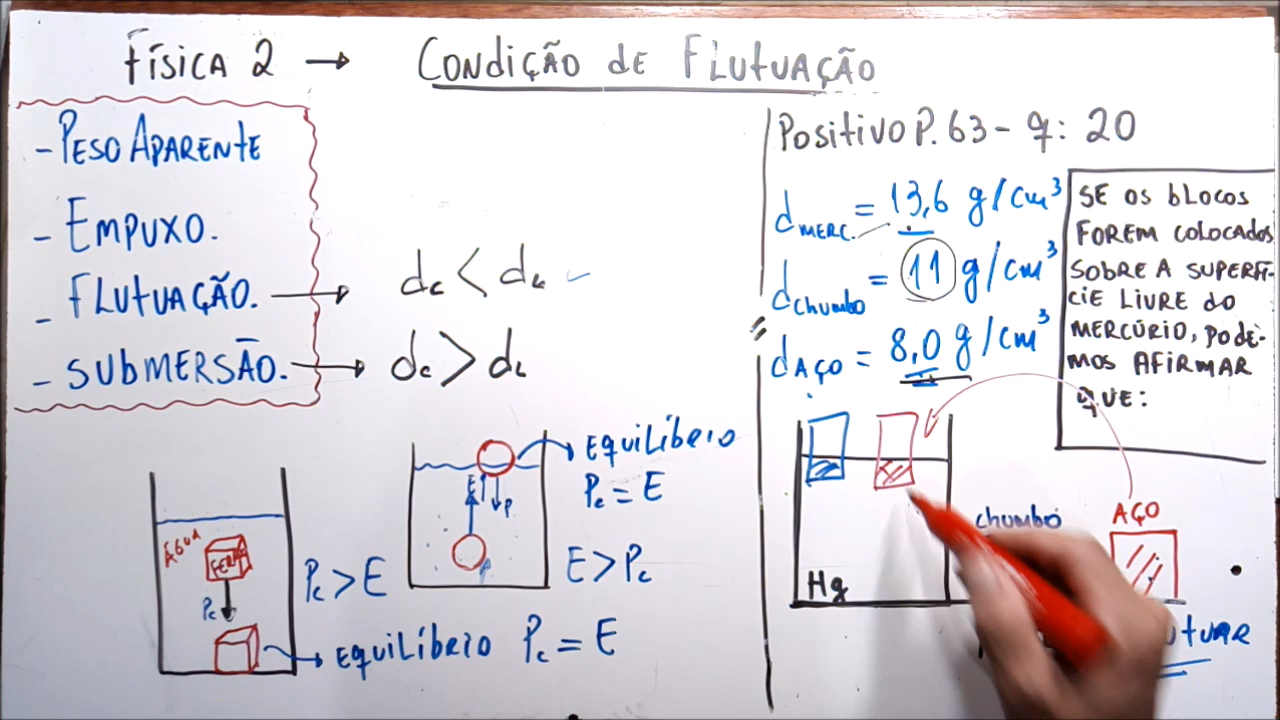 Física 2 → Condição de Flutuação
- Peso Aparente
- Empuxo.
- Flutuação. → dc < dL
- Submersão. → dc > dL
Água
Ferro
Pc
Pc > E
Equilíbrio Pc = E
Equilíbrio
Pc = E
E
P
E > Pc
Positivo P. 63 - q: 20
dMERC. = 13,6 g/cm³
dChumbo = 11 g/cm³
dAço = 8,0 g/cm³
SE OS bLOCOS
FOREM COLOCADOS
SOBRE A SUPERFÍ-
CIE LIVRE DO
MERCÚRIO, PODE-
MOS AFIRMAR
QUE:
Hg
chumbo
AÇO